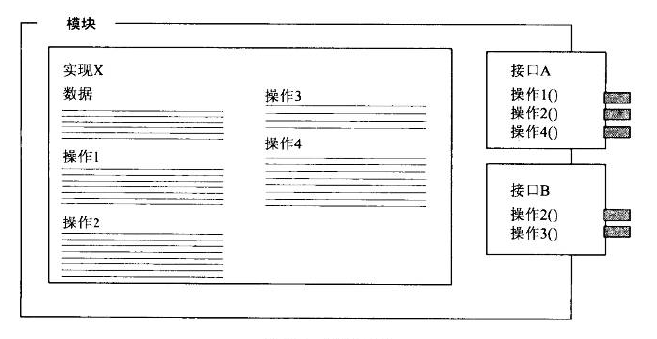 模块
实现X
数据
操作1
操作2
操作3
操作4
接口A
操作1()
操作2()
操作4()
接口B
操作2()
操作3()